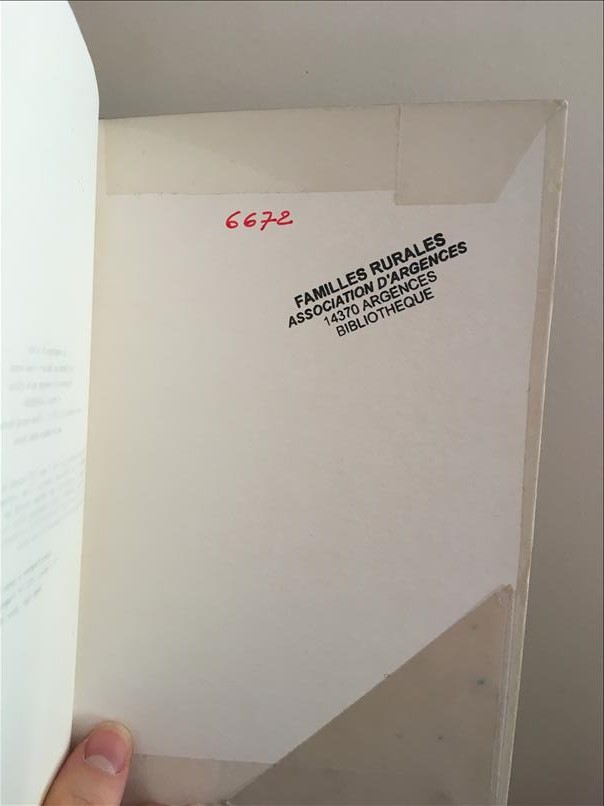 6672
FAMILLES RURALES
ASSOCIATION D'ARGENCES
14370 ARGENCES
BIBLIOTHEQUE